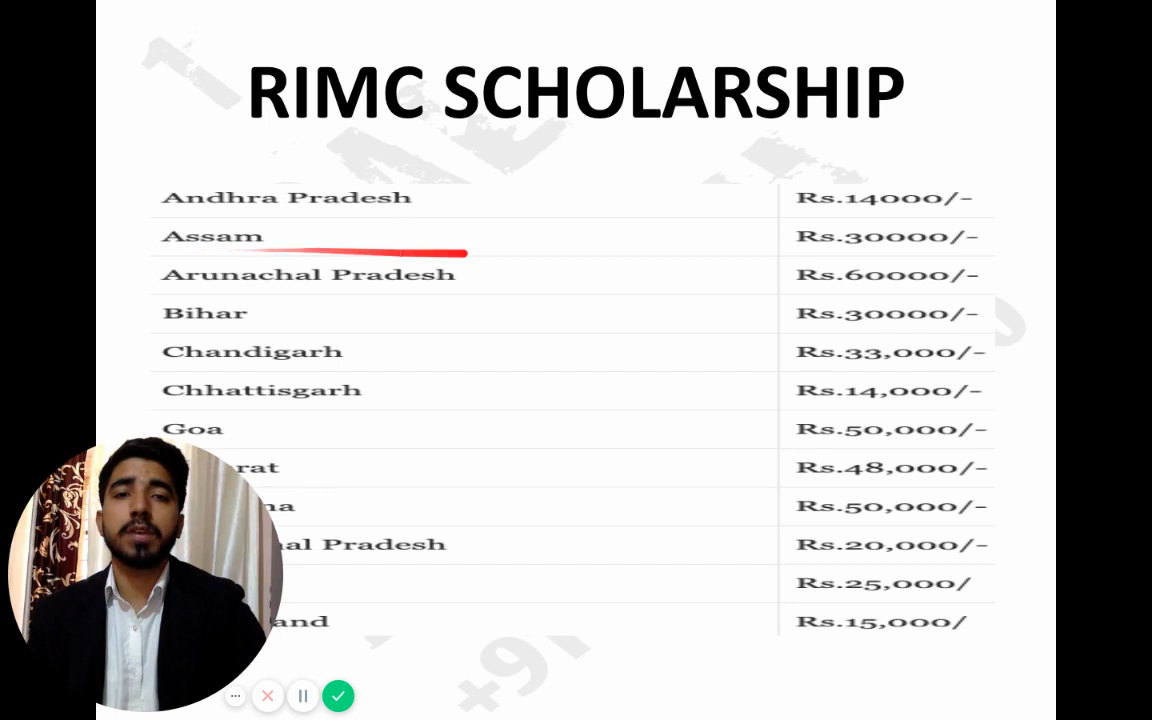 RIMC SCHOLARSHIP
Andhra Pradesh Rs.14000/-
Assam Rs.30000/-
Arunachal Pradesh Rs.60000/-
Bihar Rs.30000/-
Chandigarh Rs.33,000/-
Chhattisgarh Rs.14,000/-
Goa Rs.50,000/-
rat Rs.48,000/-
na Rs.50,000/-
al Pradesh Rs.20,000/-
Rs.25,000/
and Rs.15,000/